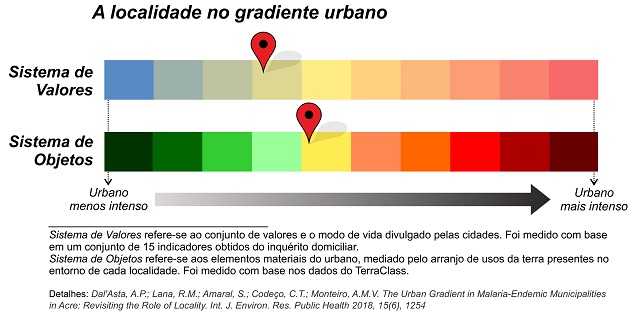 A localidade no gradiente urbano
Sistema de
Valores
Sistema de
Objetos
Urbano
menos intenso
Urbano
mais intenso
Sistema de Valores refere-se ao conjunto de valores e o modo de vida divulgado pelas cidades. Foi medido com base
em um conjunto de 15 indicadores obtidos do inquérito domiciliar.
Sistema de Objetos refere-se aos elementos materiais do urbano, mediado pelo arranjo de usos da terra presentes no
entorno de cada localidade. Foi medido com base nos dados do TerraClass.
Detalhes: Dal'Asta, A.P.; Lana, R.M.; Amaral, S.; Codeço, C.T.; Monteiro, A.M.V. The Urban Gradient in Malaria-Endemic Municipalities
in Acre: Revisiting the Role of Locality. Int. J. Environ. Res. Public Health 2018, 15(6), 1254